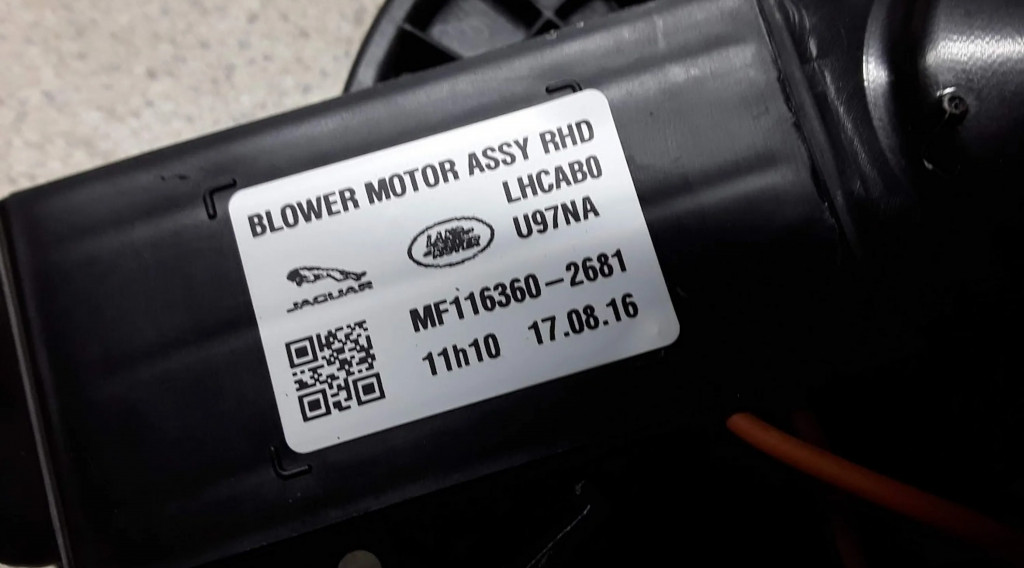 BLOWER MOTOR ASSY RHD
LHCAB0
U97NA
LAND ROVER
JAGUAR
MF116360-2681
11h10 17.08.16